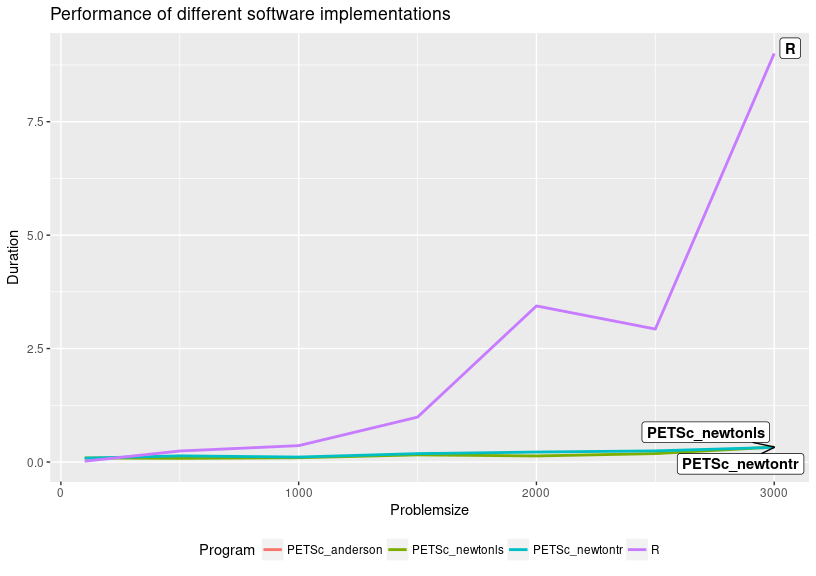 Performance of different software implementations
R
7.5
5.0
Duration
2.5
PETSc_newtonls
0.0
PETSc_newtontr
0 1000 2000 3000
Problemsize
Program PETSc_anderson PETSc_newtonls PETSc_newtontr R